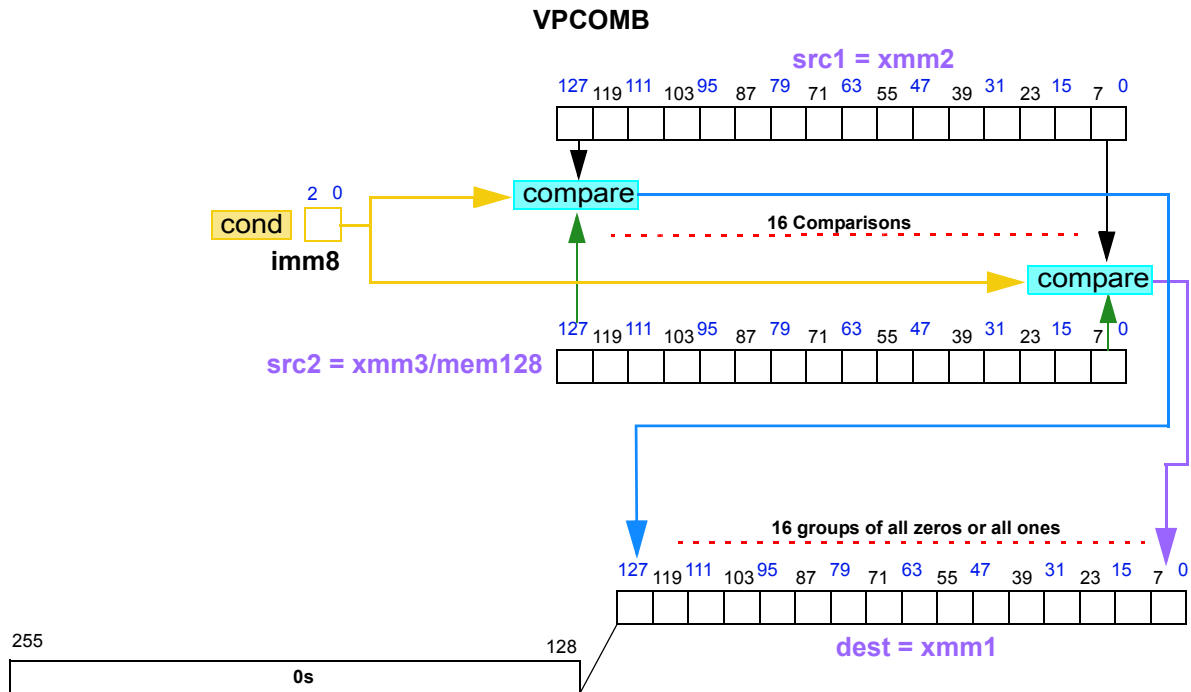 VPCOMB
src1 = xmm2
127 119 111 103 95 87 79 71 63 55 47 39 31 23 15 7 0
compare
2 0
cond
16 Comparisons
imm8
compare
127 119 111 103 95 87 79 71 63 55 47 39 31 23 15 7 0
src2 = xmm3/mem128
16 groups of all zeros or all ones
127 119 111 103 95 87 79 71 63 55 47 39 31 23 15 7 0
255 128
dest = xmm1
0s